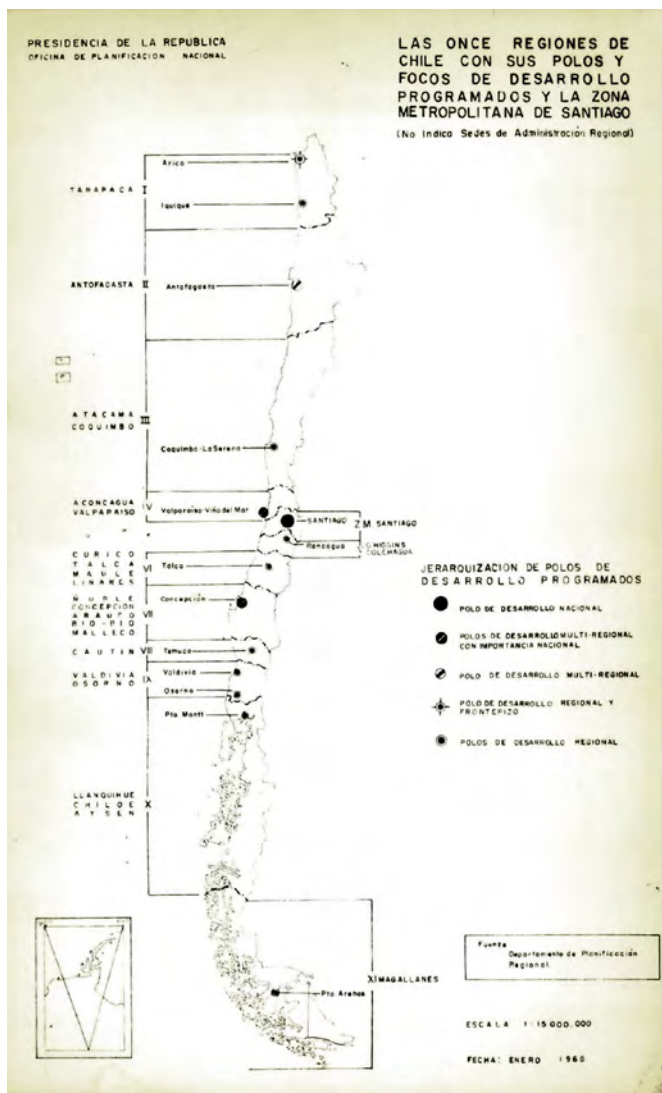 PRESIDENCIA DE LA REPUBLICA
OFICINA DE PLANIFICACION NACIONAL
LAS ONCE REGIONES DE
CHILE CON SUS POLOS Y
FOCOS DE DESARROLLO
PROGRAMADOS Y LA ZONA
METROPOLITANA DE SANTIAGO
(No Indica Sedes de Administración Regional)
Arica
TARAPACA I
Iquique
ANTOFAGASTA II
Antofagasta
ATACAMA
COQUIMBO
III
Coquimbo-La Serena
ACONCAGUA
VALPARAISO
IV
Valparaiso-Viña del Mar
SANTIAGO
Z M. SANTIAGO
Rancagua
V
O'HIGGINS
COLCHAGUA
CURICO
TALCA
MAULE
LINARES
VI
Talca
ÑUBLE
CONCEPCION
ARAUCO
BIO-BIO
MALLECO
VII
Concepción
CAUTIN VIII
Temuco
VALDIVIA
OSORNO
IX
Valdivia
Osorno
Pto Montt
LLANQUIHUE
CHILOE
AYSEN
X
XI MAGALLANES
Pto Arenas
JERARQUIZACION DE POLOS DE
DESARROLLO PROGRAMADOS
POLO DE DESARROLLO NACIONAL
POLOS DE DESARROLLO MULTI-REGIONAL
CON IMPORTANCIA NACIONAL
POLO DE DESARROLLO MULTI-REGIONAL
POLO DE DESARROLLO REGIONAL Y
FRONTERIZO
POLOS DE DESARROLLO REGIONAL
Fuente
Departamento de Planificación
Regional.
ESCALA 1:15.000.000
FECHA: ENERO 1960